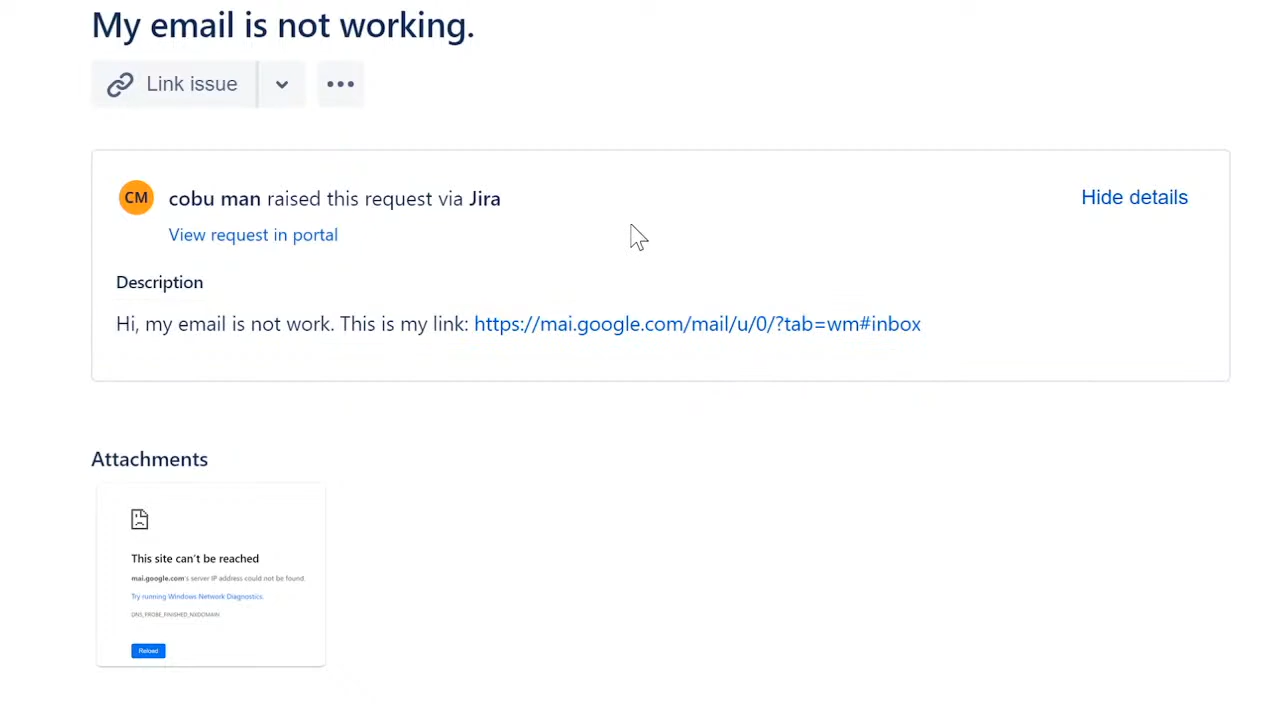 My email is not working.
Link issue
CM
cobu man raised this request via Jira
Hide details
View request in portal
Description
Hi, my email is not work. This is my link: https://mai.google.com/mail/u/0/?tab=wm#inbox
Attachments
This site can't be reached
mai.google.com's server IP address could not be found.
Try running Windows Network Diagnostics.
DNS_PROBE_FINISHED_NXDOMAIN
Reload